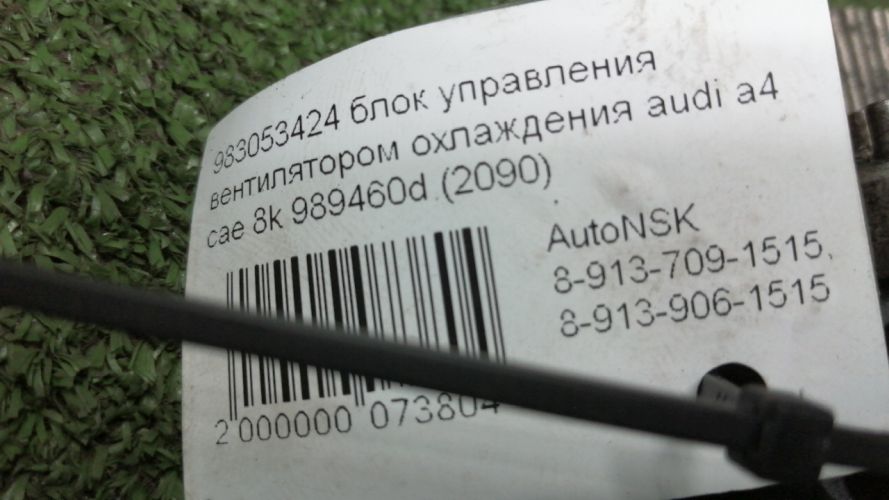 983053424 блок управления
вентилятором охлаждения audi a4
cae 8k 989460d (2090)
AutoNSK
8-913-709-1515,
8-913-906-1515
2 000000 073804